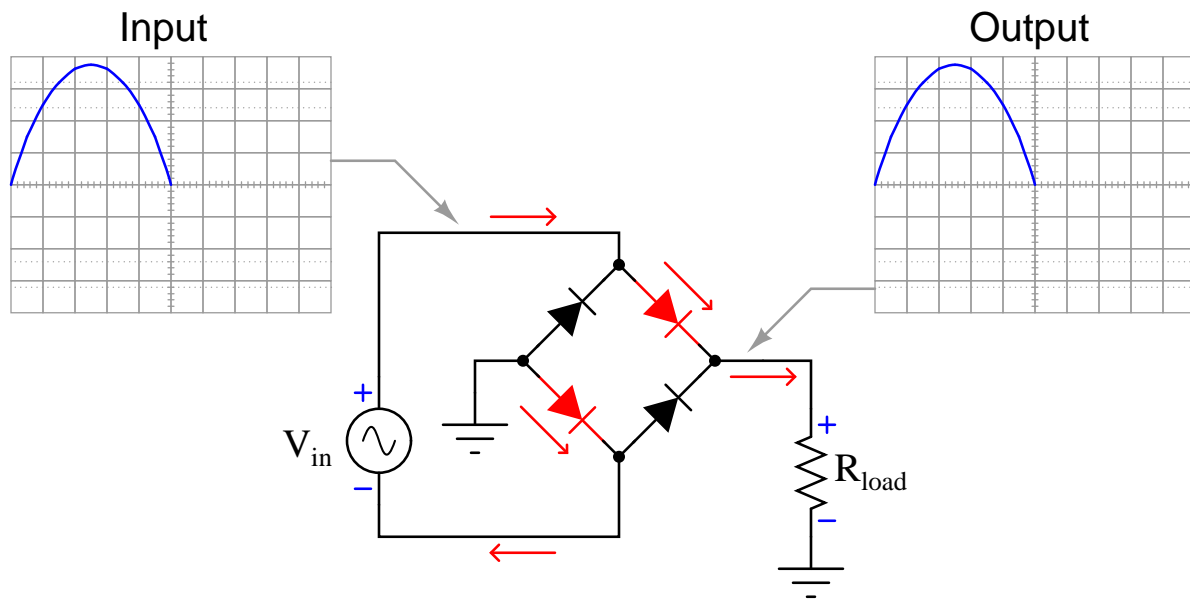 Input
Output
+
V_in
−
+
R_load
−